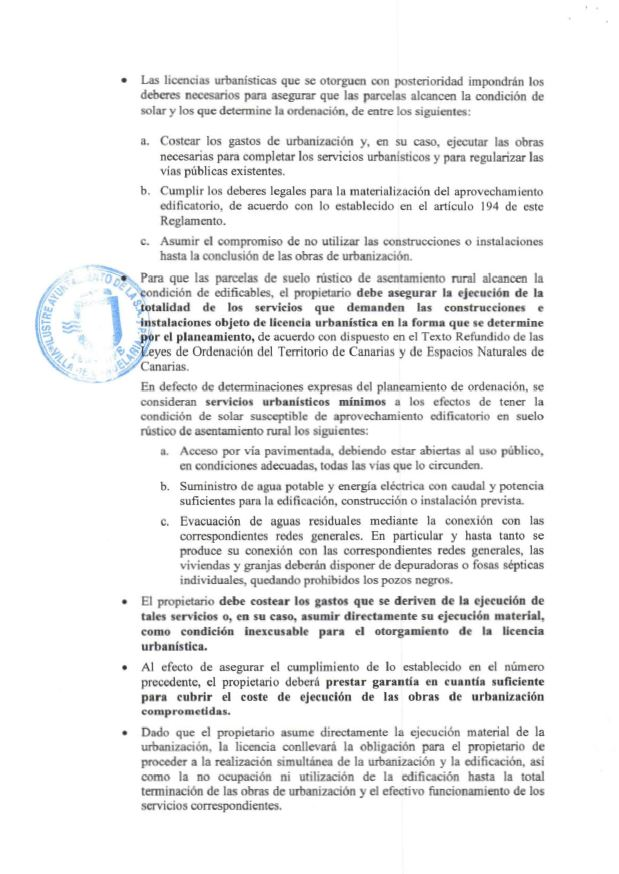 • Las licencias urbanísticas que se otorguen con posterioridad impondrán los
deberes necesarios para asegurar que las parcelas alcancen la condición de
solar y los que determine la ordenación, de entre los siguientes:
a. Costear los gastos de urbanización y, en su caso, ejecutar las obras
necesarias para completar los servicios urbanísticos y para regularizar las
vías públicas existentes.
b. Cumplir los deberes legales para la materialización del aprovechamiento
edificatorio, de acuerdo con lo establecido en el artículo 194 de este
Reglamento.
c. Asumir el compromiso de no utilizar las construcciones o instalaciones
hasta la conclusión de las obras de urbanización.
• Para que las parcelas de suelo rústico de asentamiento rural alcancen la
condición de edificables, el propietario debe asegurar la ejecución de la
totalidad de los servicios que demanden las construcciones e
instalaciones objeto de licencia urbanística en la forma que se determine
por el planeamiento, de acuerdo con dispuesto en el Texto Refundido de las
Leyes de Ordenación del Territorio de Canarias y de Espacios Naturales de
Canarias.
En defecto de determinaciones expresas del planeamiento de ordenación, se
consideran servicios urbanísticos mínimos a los efectos de tener la
condición de solar susceptible de aprovechamiento edificatorio en suelo
rústico de asentamiento rural los siguientes:
a. Acceso por vía pavimentada, debiendo estar abiertas al uso público,
en condiciones adecuadas, todas las vías que lo circunden.
b. Suministro de agua potable y energía eléctrica con caudal y potencia
suficientes para la edificación, construcción o instalación prevista.
c. Evacuación de aguas residuales mediante la conexión con las
correspondientes redes generales. En particular y hasta tanto se
produce su conexión con las correspondientes redes generales, las
viviendas y granjas deberán disponer de depuradoras o fosas sépticas
individuales, quedando prohibidos los pozos negros.
• El propietario debe costear los gastos que se deriven de la ejecución de
tales servicios o, en su caso, asumir directamente su ejecución material,
como condición inexcusable para el otorgamiento de la licencia
urbanística.
• Al efecto de asegurar el cumplimiento de lo establecido en el número
precedente, el propietario deberá prestar garantía en cuantía suficiente
para cubrir el coste de ejecución de las obras de urbanización
comprometidas.
• Dado que el propietario asume directamente la ejecución material de la
urbanización, la licencia conllevará la obligación para el propietario de
proceder a la realización simultánea de la urbanización y la edificación, así
como la no ocupación ni utilización de la edificación hasta la total
terminación de las obras de urbanización y el efectivo funcionamiento de los
servicios correspondientes.
ILUSTRE AYUNTAMIENTO DE LA
VILLA DE CANDELARIA